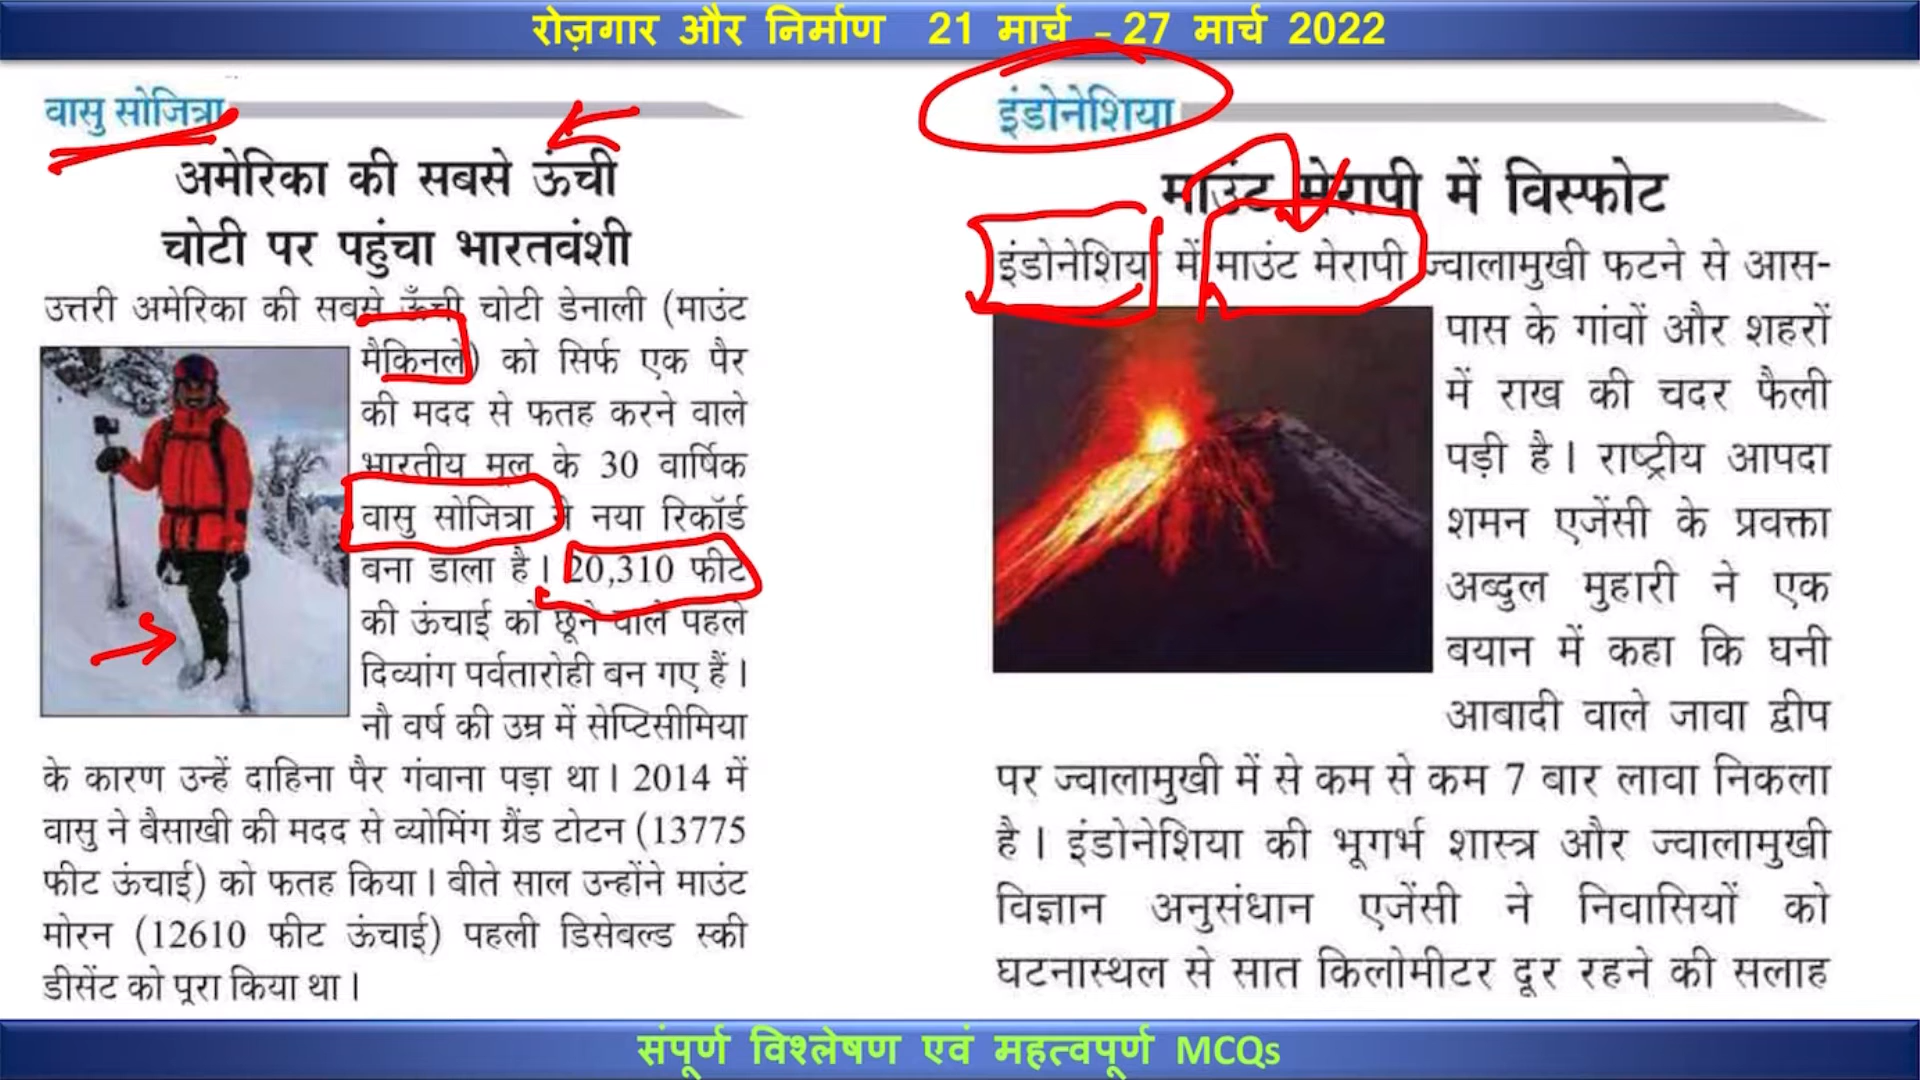 रोज़गार और निर्माण 21 मार्च - 27 मार्च 2022
वासु सोजित्रा
अमेरिका की सबसे ऊंची
चोटी पर पहुंचा भारतवंशी
उत्तरी अमेरिका की सबसे ऊँची चोटी डेनाली (माउंट
मैकिनले) को सिर्फ एक पैर
की मदद से फतह करने वाले
भारतीय मूल के 30 वार्षिक
वासु सोजित्रा ने नया रिकॉर्ड
बना डाला है। 20,310 फीट
की ऊंचाई को छूने वाले पहले
दिव्यांग पर्वतारोही बन गए हैं।
नौ वर्ष की उम्र में सेप्टिसीमिया
के कारण उन्हें दाहिना पैर गंवाना पड़ा था। 2014 में
वासु ने बैसाखी की मदद से व्योमिंग ग्रैंड टोटन (13775
फीट ऊंचाई) को फतह किया। बीते साल उन्होंने माउंट
मोरन (12610 फीट ऊंचाई) पहली डिसेबल्ड स्की
डीसेंट को पूरा किया था।
इंडोनेशिया
माउंट मेरापी में विस्फोट
इंडोनेशिया में माउंट मेरापी ज्वालामुखी फटने से आस-
पास के गांवों और शहरों
में राख की चदर फैली
पड़ी है। राष्ट्रीय आपदा
शमन एजेंसी के प्रवक्ता
अब्दुल मुहारी ने एक
बयान में कहा कि घनी
आबादी वाले जावा द्वीप
पर ज्वालामुखी में से कम से कम 7 बार लावा निकला
है। इंडोनेशिया की भूगर्भ शास्त्र और ज्वालामुखी
विज्ञान अनुसंधान एजेंसी ने निवासियों को
घटनास्थल से सात किलोमीटर दूर रहने की सलाह
संपूर्ण विश्लेषण एवं महत्वपूर्ण MCQs